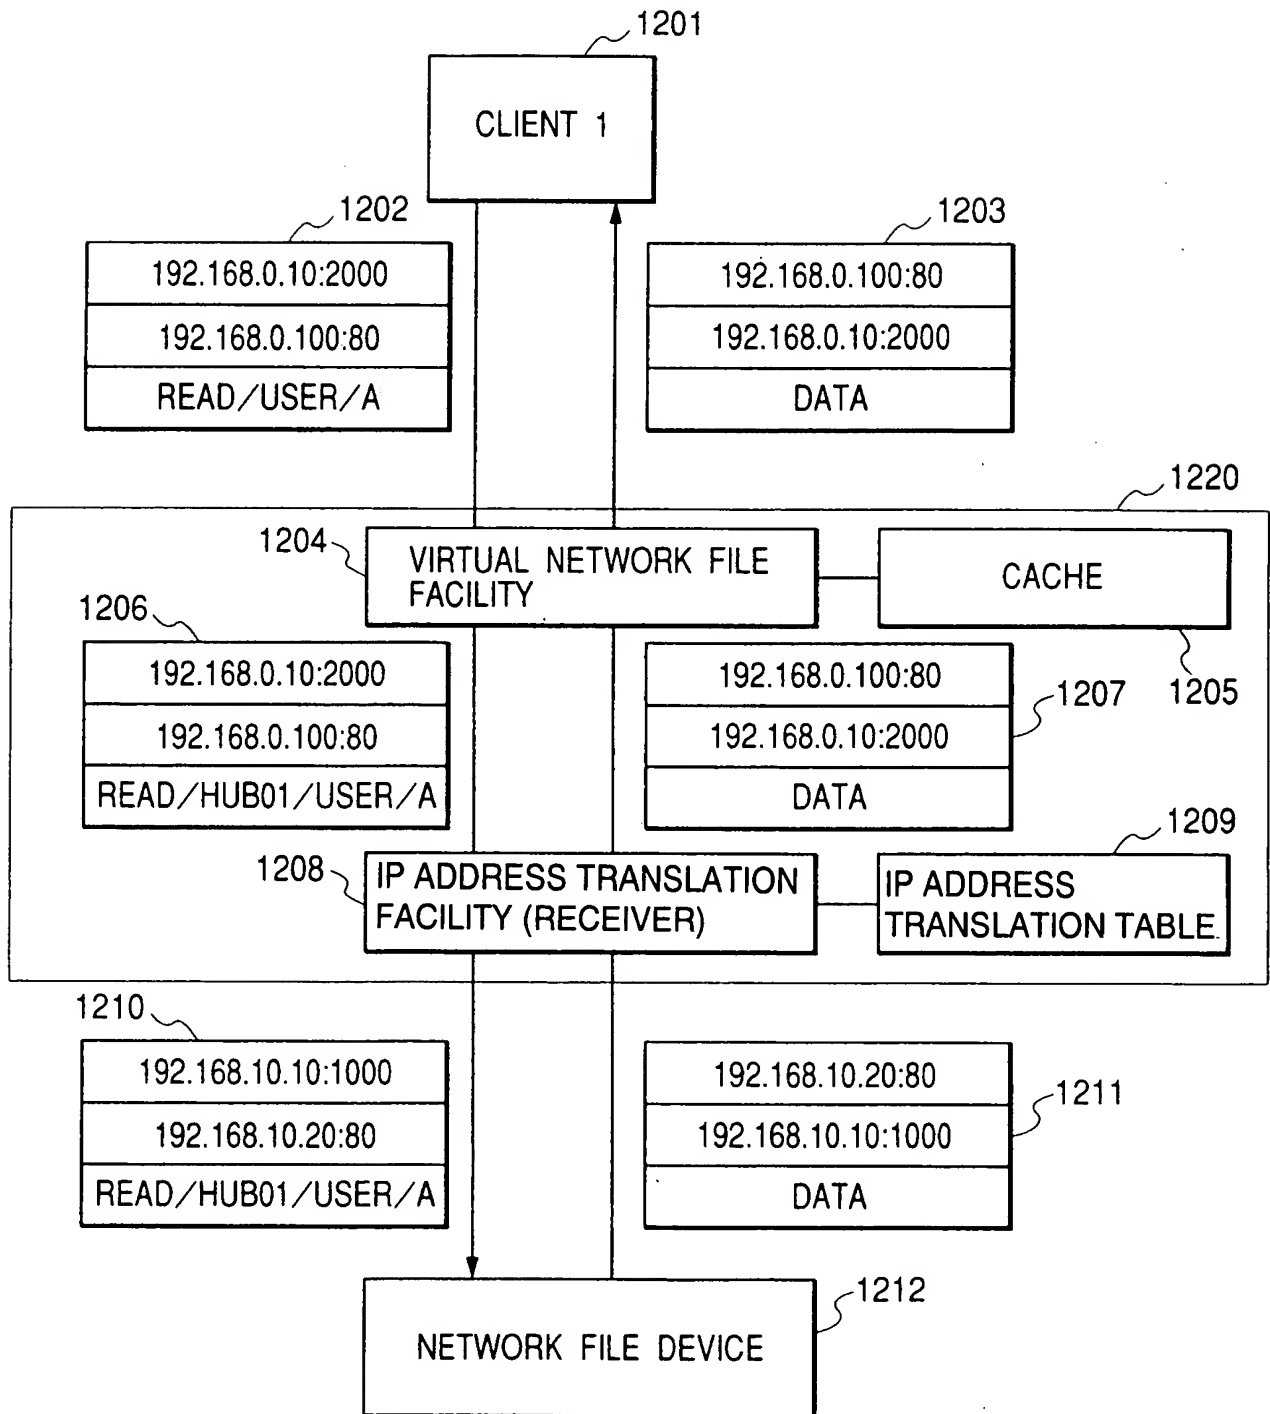 1201
CLIENT 1
1202
192.168.0.10:2000
192.168.0.100:80
READ/USER/A
1203
192.168.0.100:80
192.168.0.10:2000
DATA
1220
1204
VIRTUAL NETWORK FILE
FACILITY
CACHE
1205
1206
192.168.0.10:2000
192.168.0.100:80
READ/HUB01/USER/A
192.168.0.100:80
192.168.0.10:2000
DATA
1207
1208
IP ADDRESS TRANSLATION
FACILITY (RECEIVER)
1209
IP ADDRESS
TRANSLATION TABLE
1210
192.168.10.10:1000
192.168.10.20:80
READ/HUB01/USER/A
192.168.10.20:80
192.168.10.10:1000
DATA
1211
1212
NETWORK FILE DEVICE